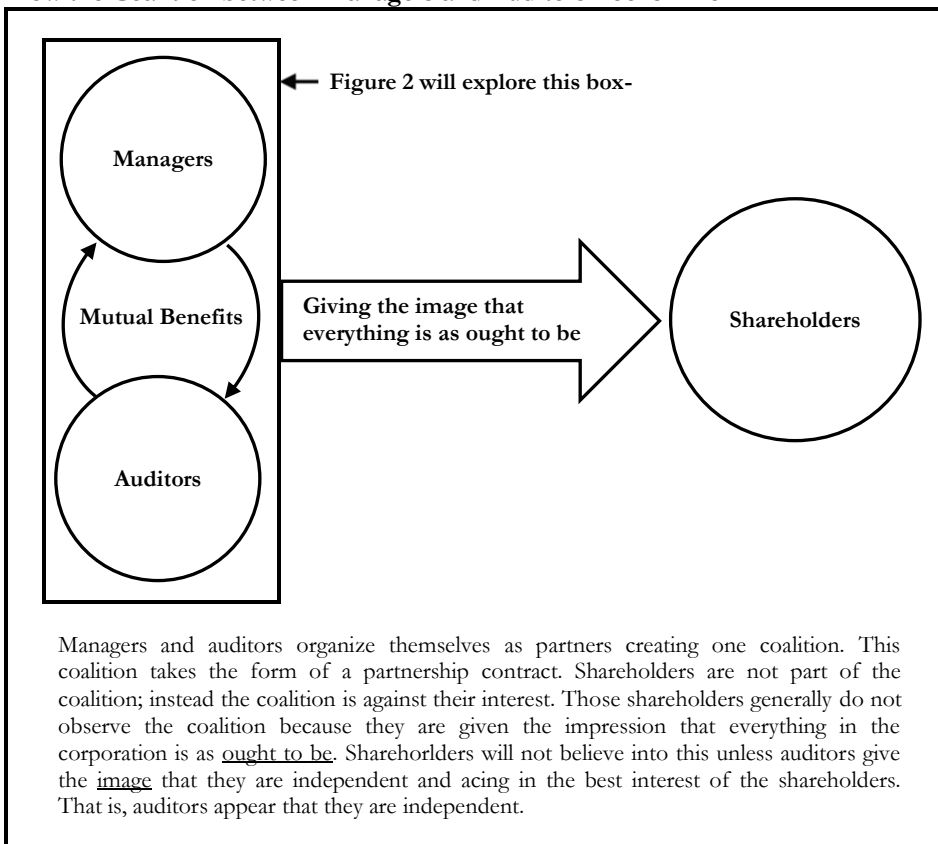 Figure 2 will explore this box-
Managers
Mutual Benefits
Giving the image that
everything is as ought to be
Shareholders
Auditors
Managers and auditors organize themselves as partners creating one coalition. This
coalition takes the form of a partnership contract. Shareholders are not part of the
coalition; instead the coalition is against their interest. Those shareholders generally do not
observe the coalition because they are given the impression that everything in the
corporation is as ought to be. Sharehorlders will not believe into this unless auditors give
the image that they are independent and acing in the best interest of the shareholders.
That is, auditors appear that they are independent.